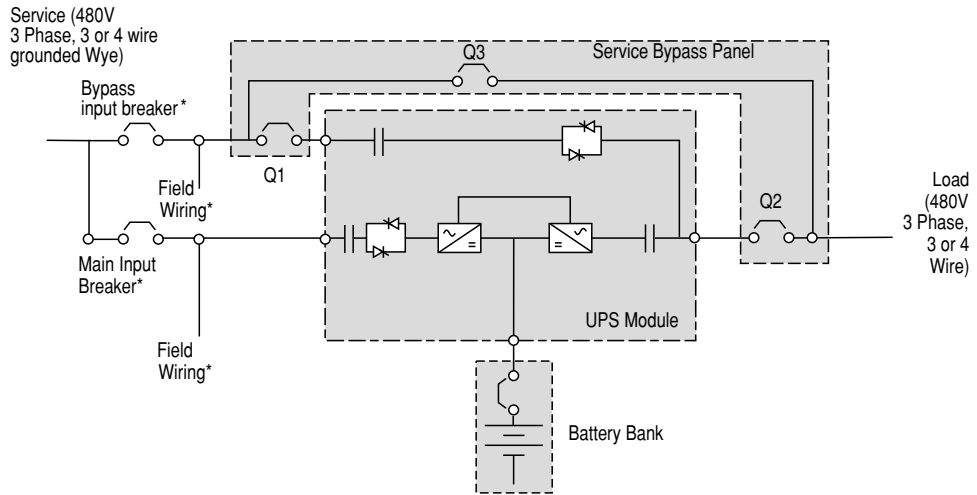 Service (480V
3 Phase, 3 or 4 wire
grounded Wye)
Q3
Service Bypass Panel
Bypass
input breaker*
Q1
Field
Wiring*
Q2
Load
(480V
3 Phase,
3 or 4
Wire)
Main Input
Breaker*
UPS Module
Field
Wiring*
Battery Bank